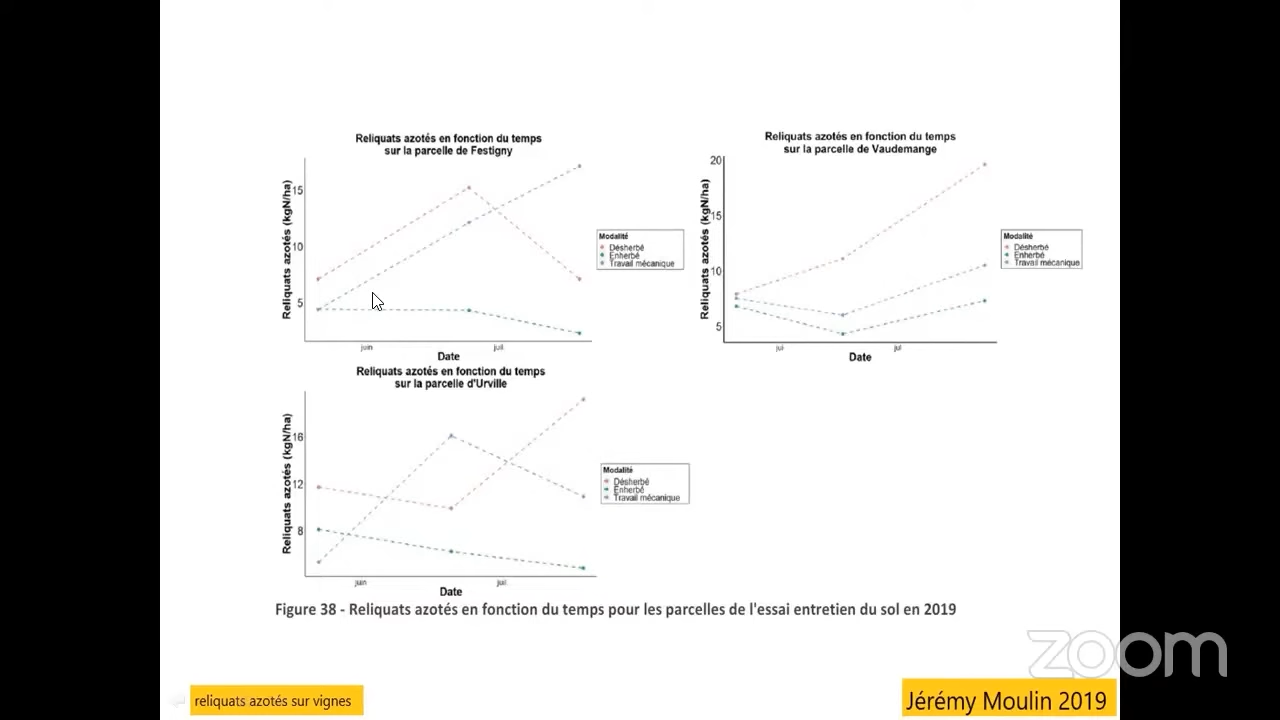 Reliquats azotés en fonction du temps
sur la parcelle de Festigny
Reliquats azotés (kgN/ha)
15
10
5
juin
juil
Date
Modalité
Désherbé
Enherbé
Travail mécanique
Reliquats azotés en fonction du temps
sur la parcelle de Vaudemange
Reliquats azotés (kgN/ha)
20
15
10
5
jui
jul
Date
Modalité
Désherbé
Enherbé
Travail mécanique
Reliquats azotés en fonction du temps
sur la parcelle d'Urville
Reliquats azotés (kgN/ha)
16
12
8
juin
juil
Date
Modalité
Désherbé
Enherbé
Travail mécanique
Figure 38 - Reliquats azotés en fonction du temps pour les parcelles de l'essai entretien du sol en 2019
zoom
reliquats azotés sur vignes
Jérémy Moulin 2019